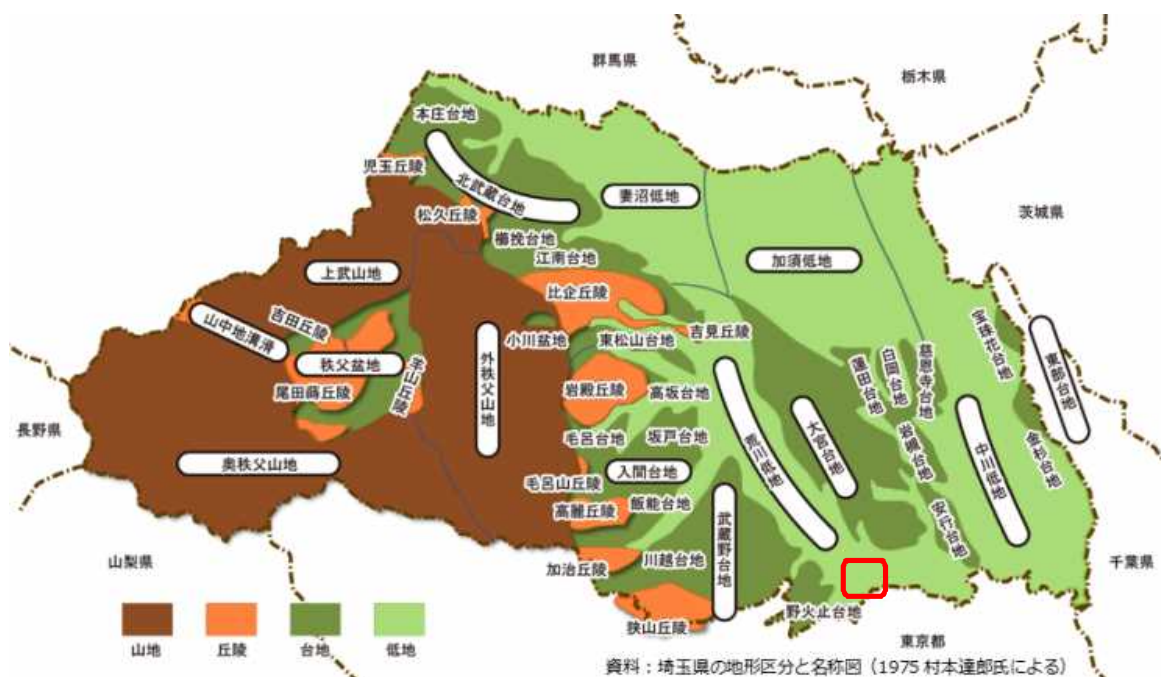 群馬県
栃木県
茨城県
千葉県
東京都
山梨県
長野県
本庄台地
児玉丘陵
北武蔵台地
妻沼低地
松久丘陵
櫛挽台地
江南台地
加須低地
上武山地
比企丘陵
山中地溝滑
吉田丘陵
小川盆地
東松山台地
吉見丘陵
秩父盆地
羊山丘陵
外秩父山地
尾田蒔丘陵
岩殿丘陵
高坂台地
荒川低地
大宮台地
蓮田台地
白岡台地
慈恩寺台地
宝珠花台地
東部台地
岩槻台地
中川低地
金杉台地
安行台地
毛呂台地
坂戸台地
奥秩父山地
入間台地
毛呂山丘陵
飯能台地
高麗丘陵
武蔵野台地
加治丘陵
川越台地
狭山丘陵
野火止台地
山地
丘陵
台地
低地
資料：埼玉県の地形区分と名称図（1975 村本達郎氏による）